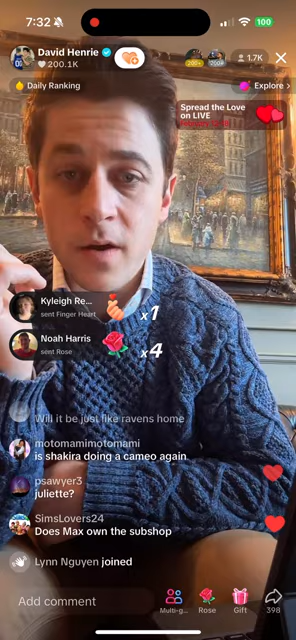 7:32
100
David Henrie
200.1K
1.7K
Daily Ranking
Explore >
Spread the Love
on LIVE
Kyleigh Re...
sent Finger Heart
x1
Noah Harris
sent Rose
x4
Will it be just like ravens home
motomamimotomami
is shakira doing a cameo again
psawyer3
juliette?
SimsLovers24
Does Max own the subshop
Lynn Nguyen joined
Add comment
Multi-g...
Rose
Gift
398